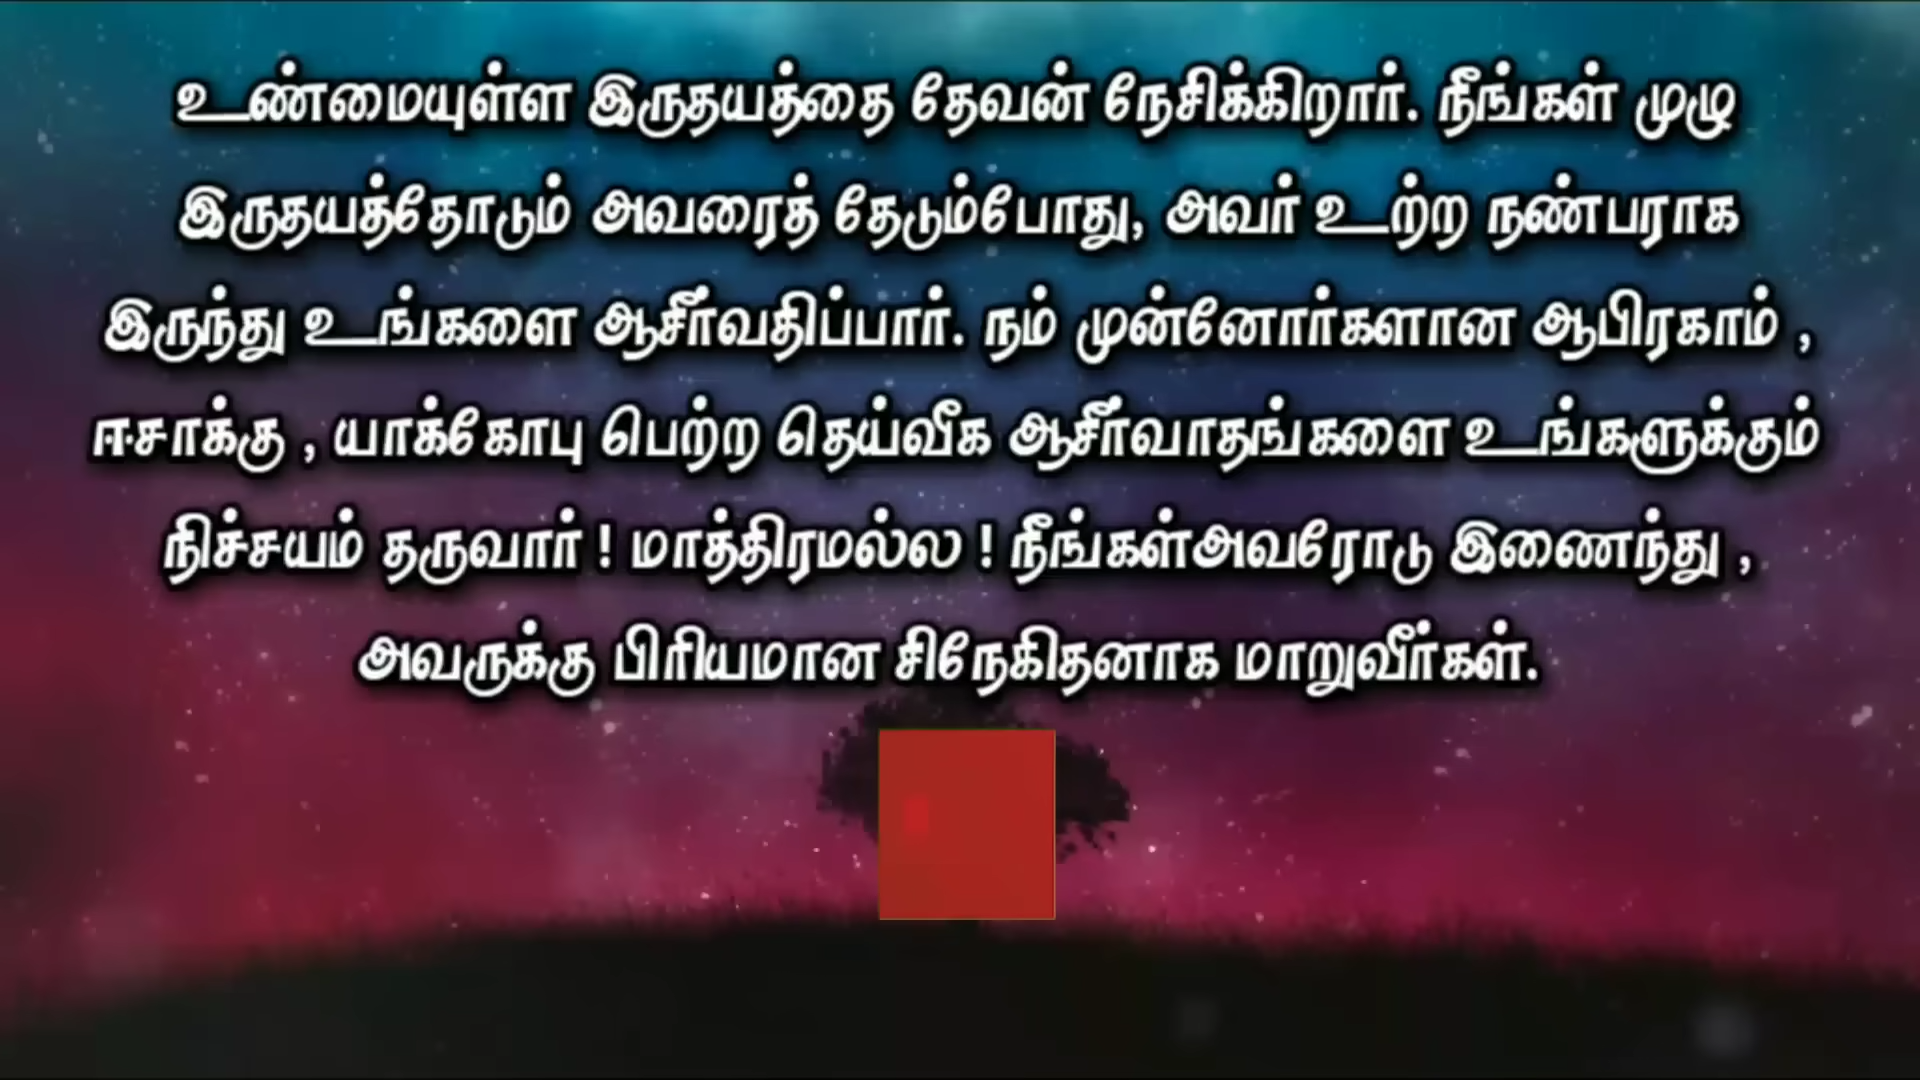 உண்மையுள்ள இருதயத்தை தேவன் நேசிக்கிறார். நீங்கள் முழு
இருதயத்தோடும் அவரைத் தேடும்போது, அவர் உற்ற நண்பராக
இருந்து உங்களை ஆசீர்வதிப்பார். நம் முன்னோர்களான ஆபிரகாம் ,
ஈசாக்கு , யாக்கோபு பெற்ற தெய்வீக ஆசீர்வாதங்களை உங்களுக்கும்
நிச்சயம் தருவார் ! மாத்திரமல்ல ! நீங்கள்அவரோடு இணைந்து ,
அவருக்கு பிரியமான சிநேகிதனாக மாறுவீர்கள்.